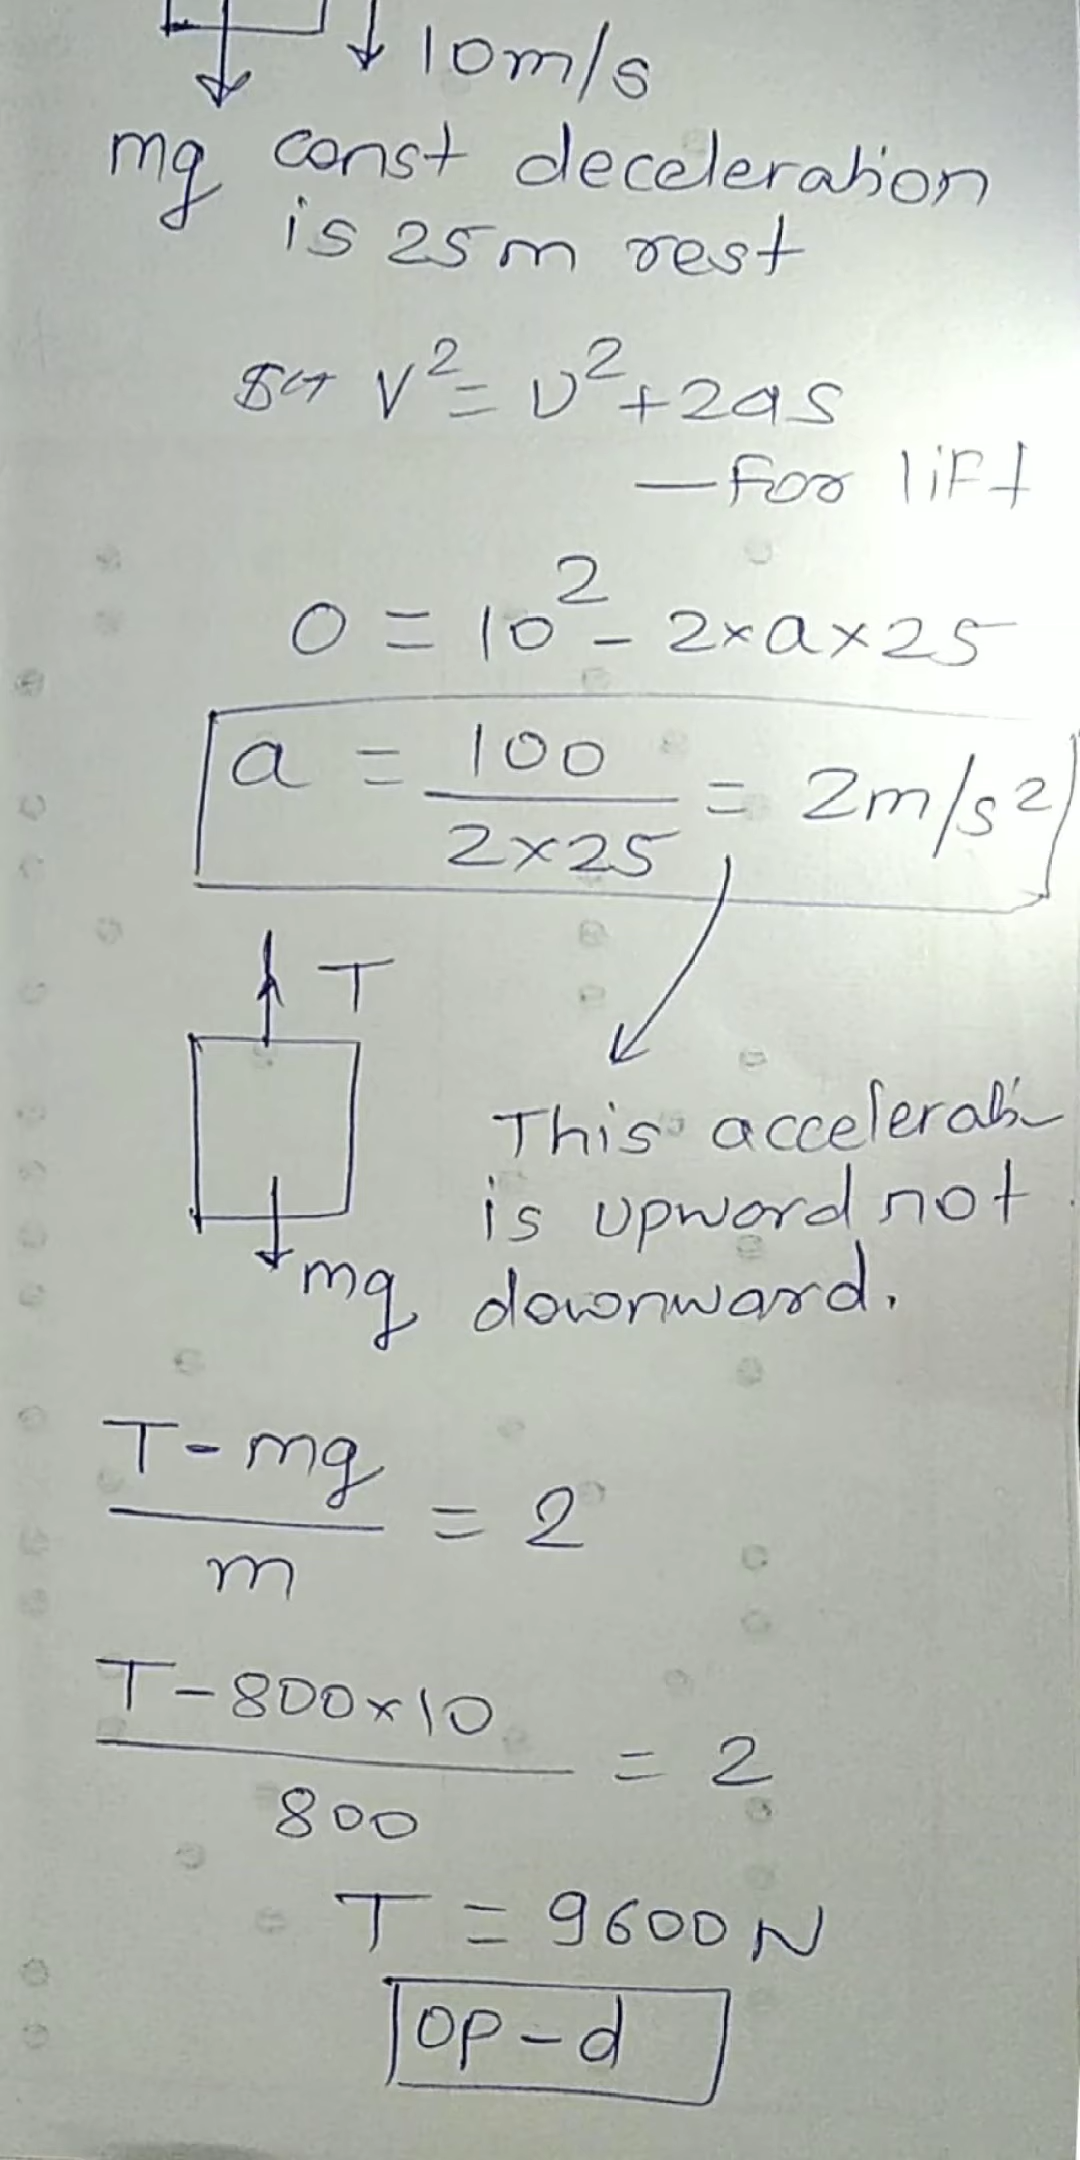 10m/s
mg const deceleration
is 25m rest
V²= U²+2as
— For lift
0 = 10² - 2×a×25
a = 100/2×25 = 2m/s²
T
This accelerati
is upword not
mg downward.
T-mg/m = 2
T-800×10/800 = 2
T = 9600N
OP-d